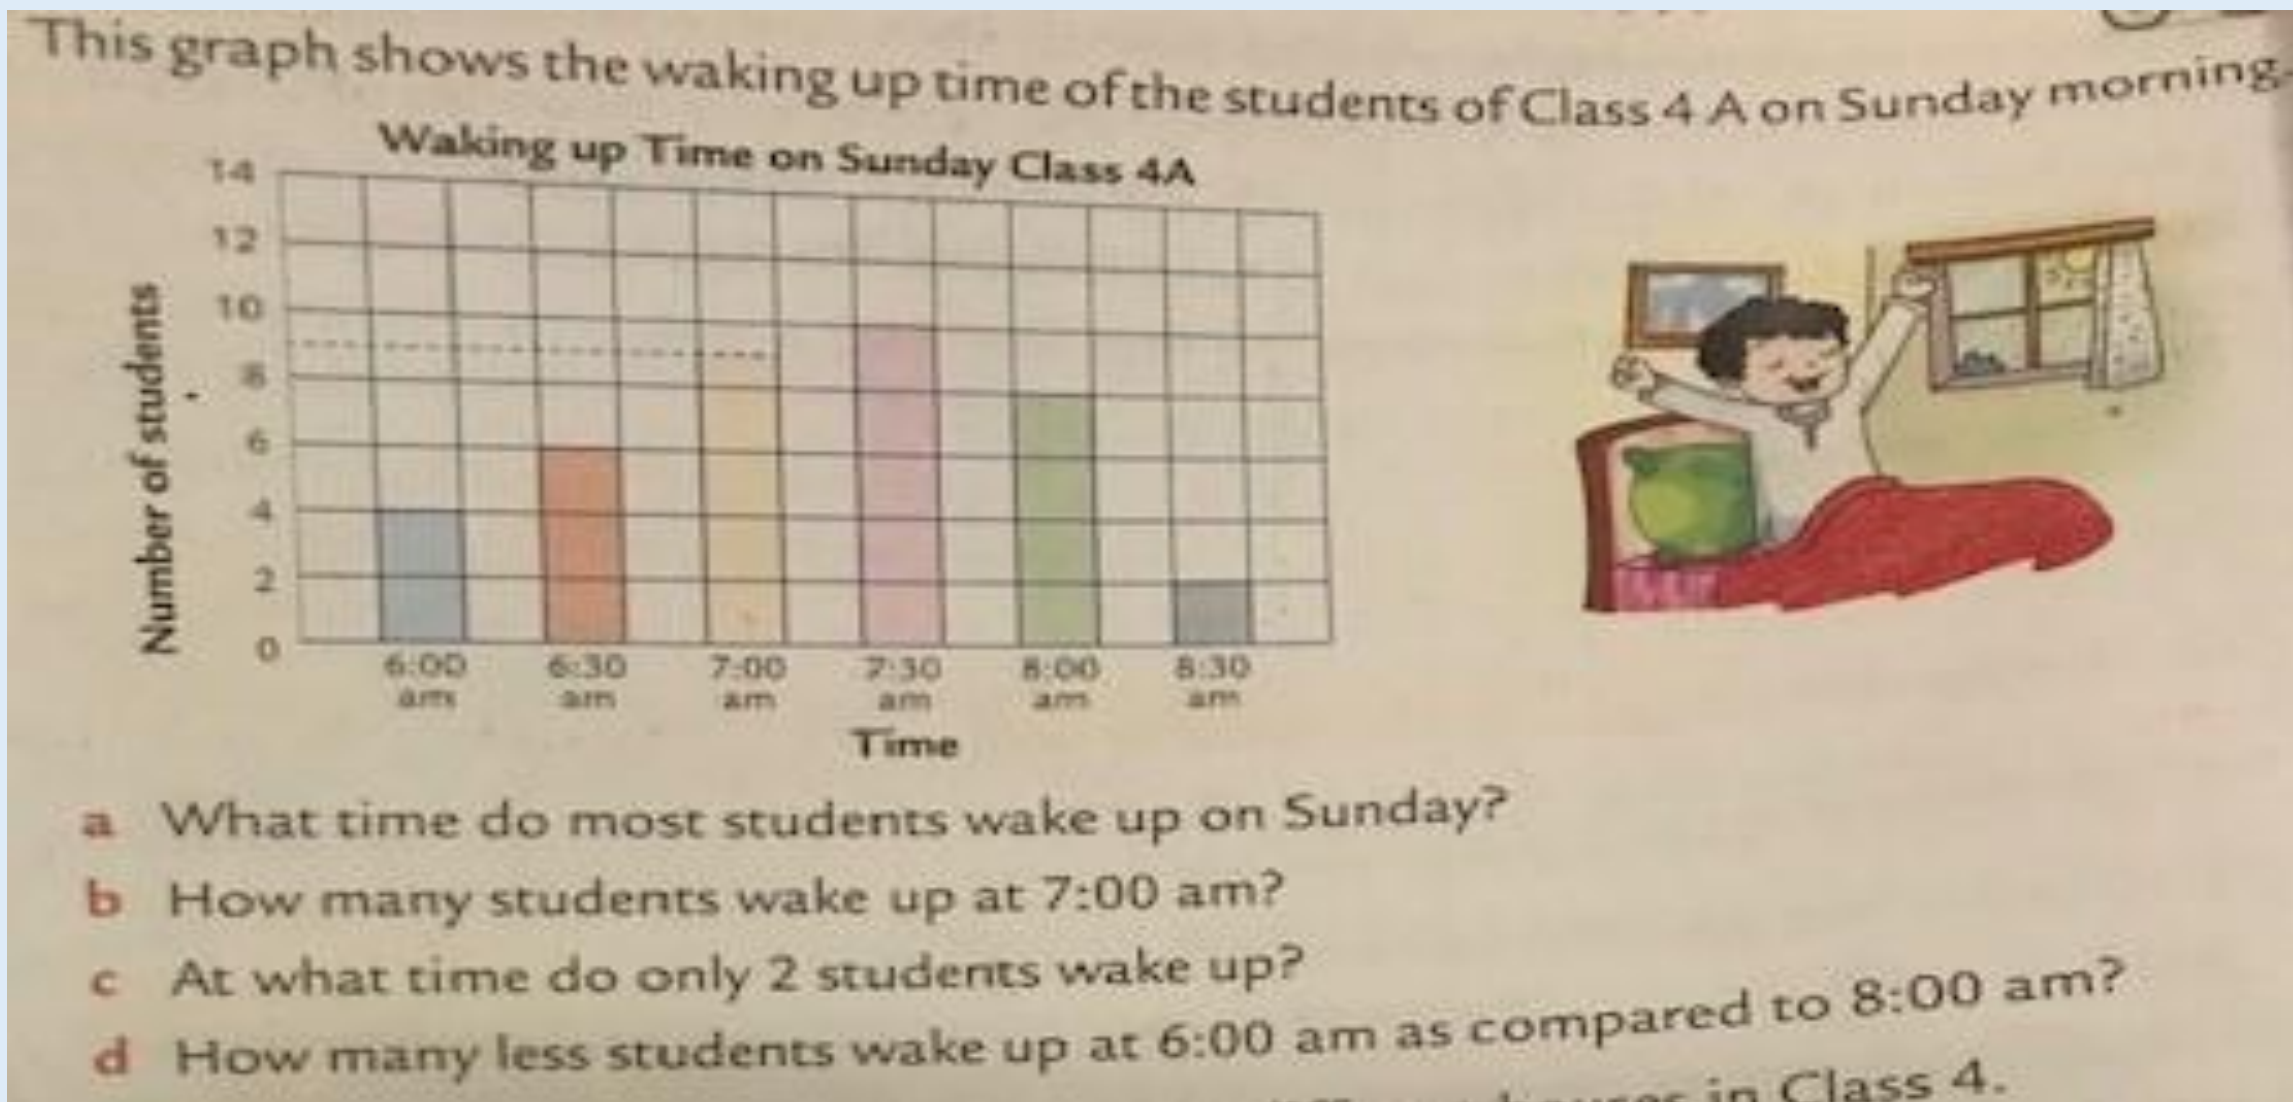 This graph shows the waking up time of the students of Class 4 A on Sunday morning.
Waking up Time on Sunday Class 4A
Number of students
14
12
10
8
6
4
2
0
6:00 am 6:30 am 7:00 am 7:30 am 8:00 am 8:30 am
Time
a What time do most students wake up on Sunday?
b How many students wake up at 7:00 am?
c At what time do only 2 students wake up?
d How many less students wake up at 6:00 am as compared to 8:00 am?
in Class 4.